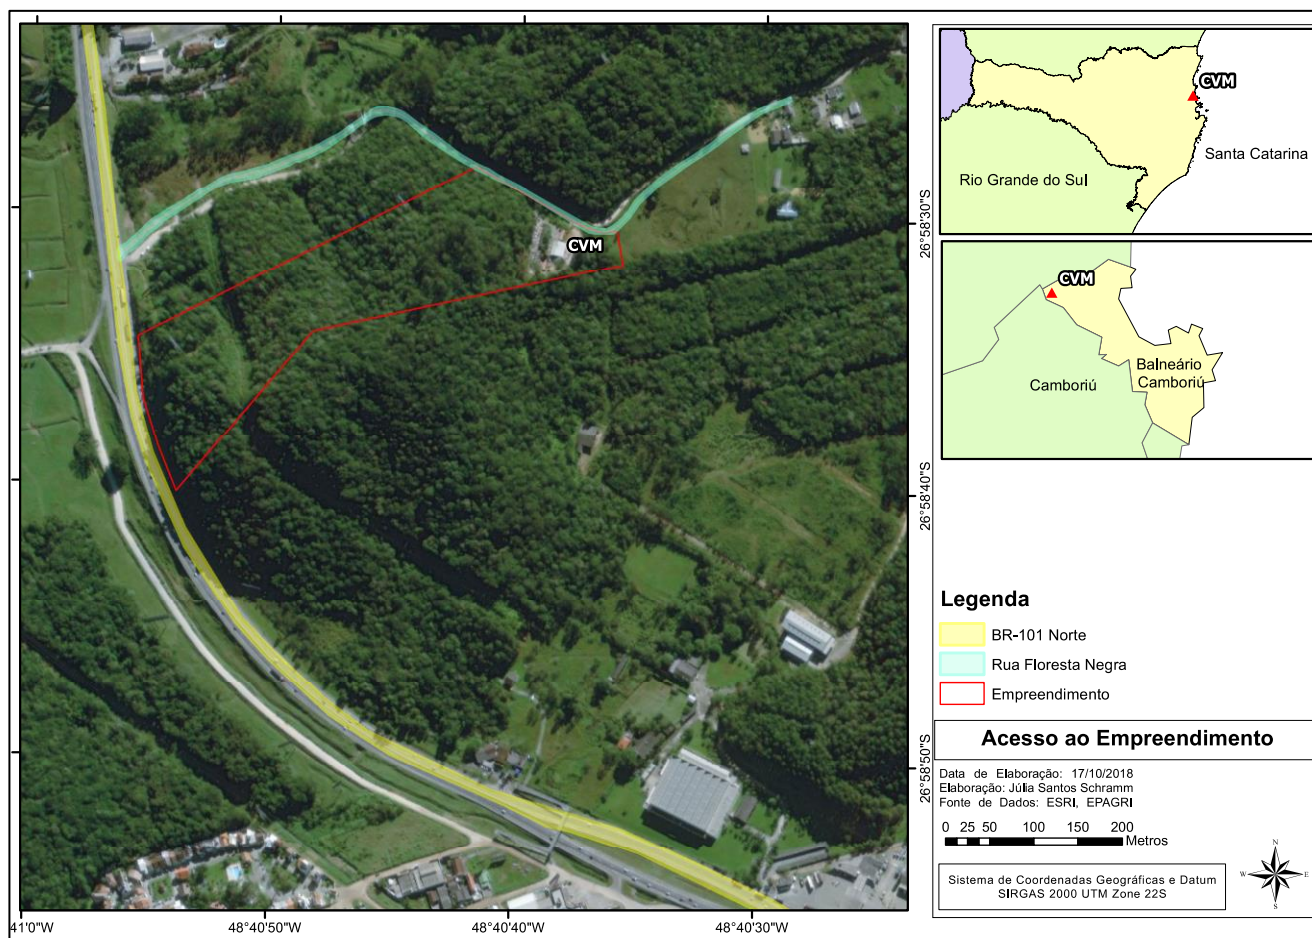 CVM
26°58'30"S
26°58'40"S
26°58'50"S
41'0"W
48°40'50"W
48°40'40"W
48°40'30"W
CVM
Santa Catarina
Rio Grande do Sul
CVM
Balneário
Camboriú
Camboriú
Legenda
BR-101 Norte
Rua Floresta Negra
Empreendimento
Acesso ao Empreendimento
Data de Elaboração: 17/10/2018
Elaboração: Júlia Santos Schramm
Fonte de Dados: ESRI, EPAGRI
0 25 50 100 150 200
Metros
N
W E
S
Sistema de Coordenadas Geográficas e Datum
SIRGAS 2000 UTM Zone 22S